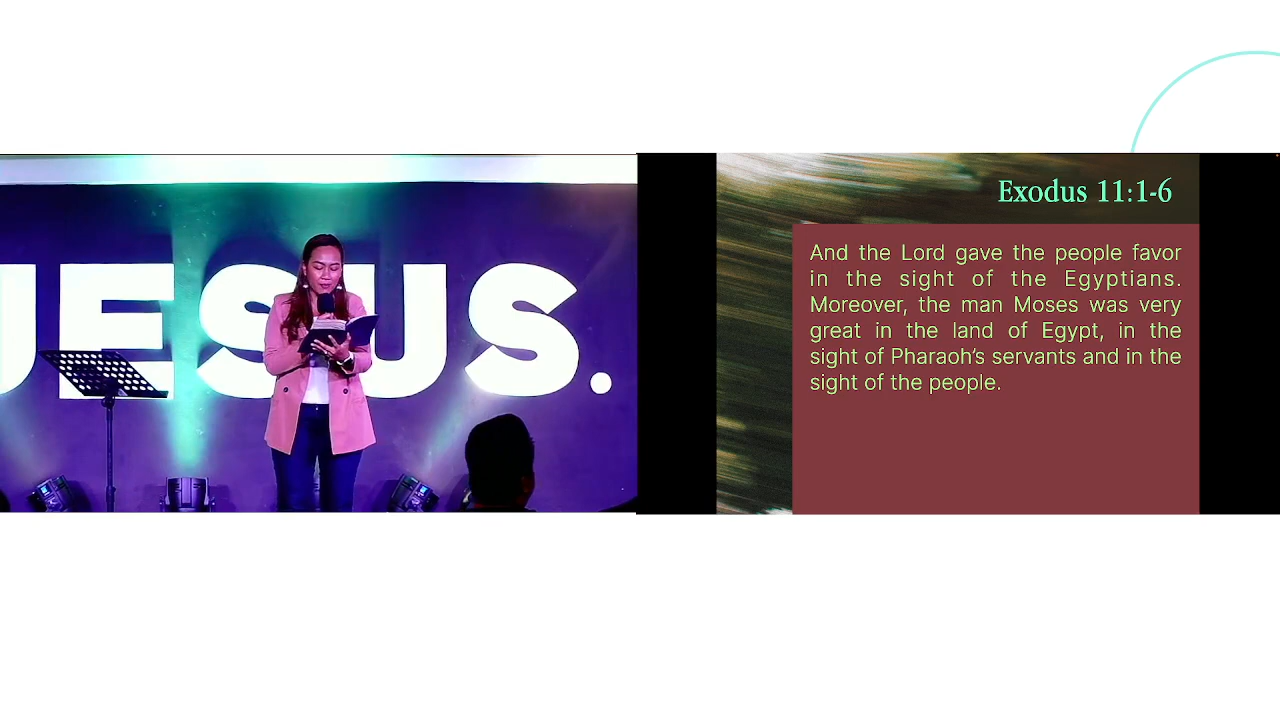 JESUS.
Exodus 11:1-6
And the Lord gave the people favor
in the sight of the Egyptians.
Moreover, the man Moses was very
great in the land of Egypt, in the
sight of Pharaoh’s servants and in the
sight of the people.